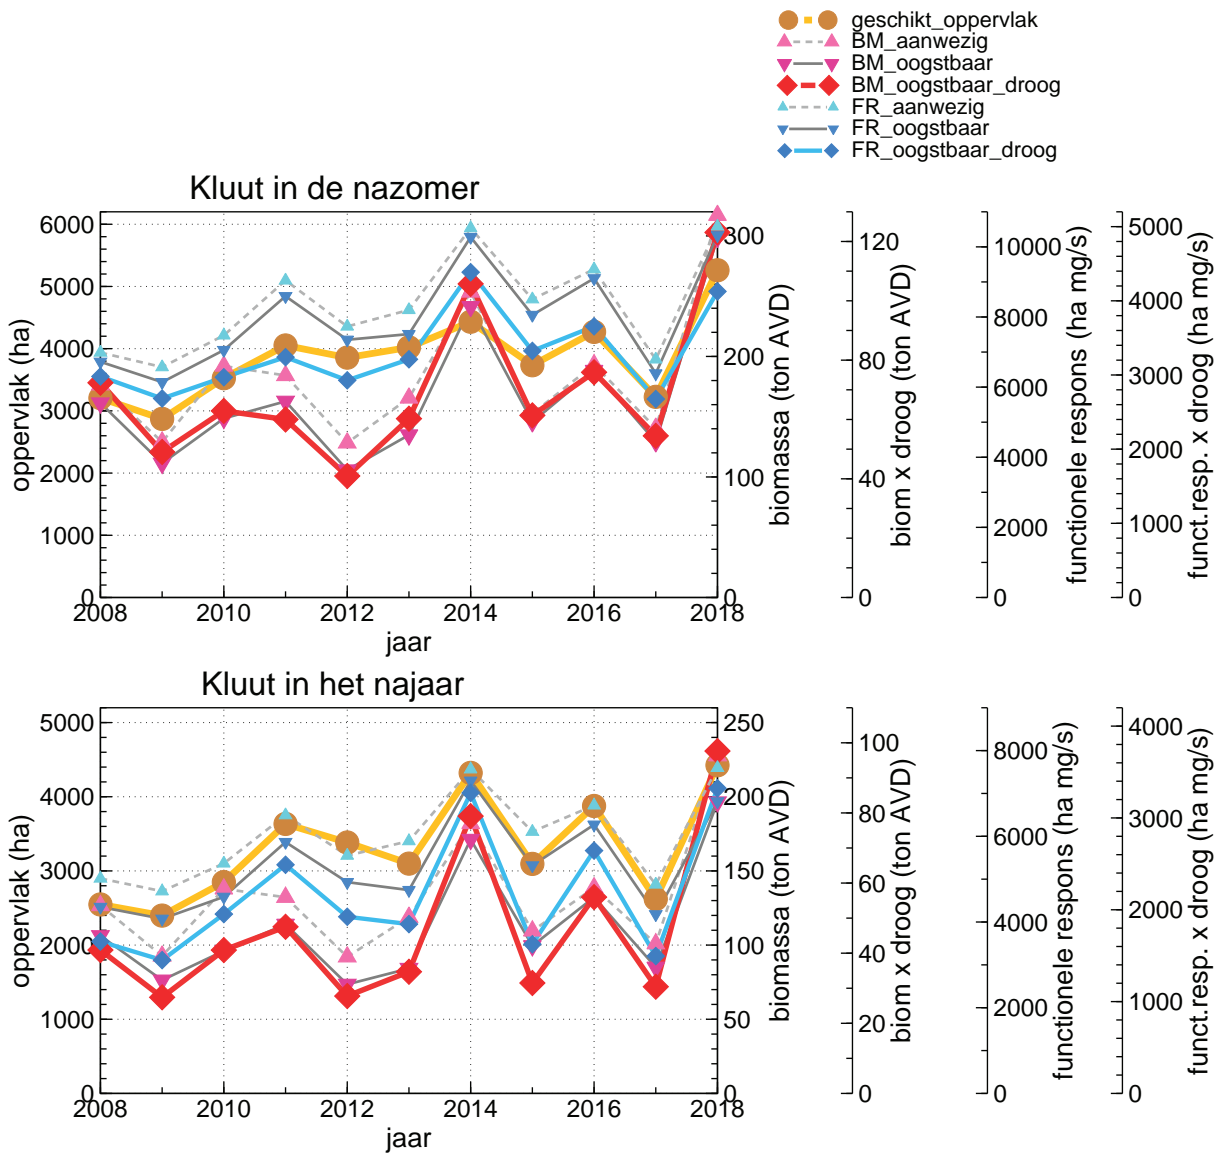 geschikt_oppervlak
BM_aanwezig
BM_oogstbaar
BM_oogstbaar_droog
FR_aanwezig
FR_oogstbaar
FR_oogstbaar_droog
Kluut in de nazomer
oppervlak (ha)
6000
5000
4000
3000
2000
1000
0
2008 2010 2012 2014 2016 2018
jaar
300
200
100
0
biomassa (ton AVD)
120
80
40
0
biom x droog (ton AVD)
10000
8000
6000
4000
2000
0
functionele respons (ha mg/s)
5000
4000
3000
2000
1000
0
funct.resp. x droog (ha mg/s)
Kluut in het najaar
oppervlak (ha)
5000
4000
3000
2000
1000
0
2008 2010 2012 2014 2016 2018
jaar
250
200
150
100
50
0
biomassa (ton AVD)
100
80
60
40
20
0
biom x droog (ton AVD)
8000
6000
4000
2000
0
functionele respons (ha mg/s)
4000
3000
2000
1000
0
funct.resp. x droog (ha mg/s)